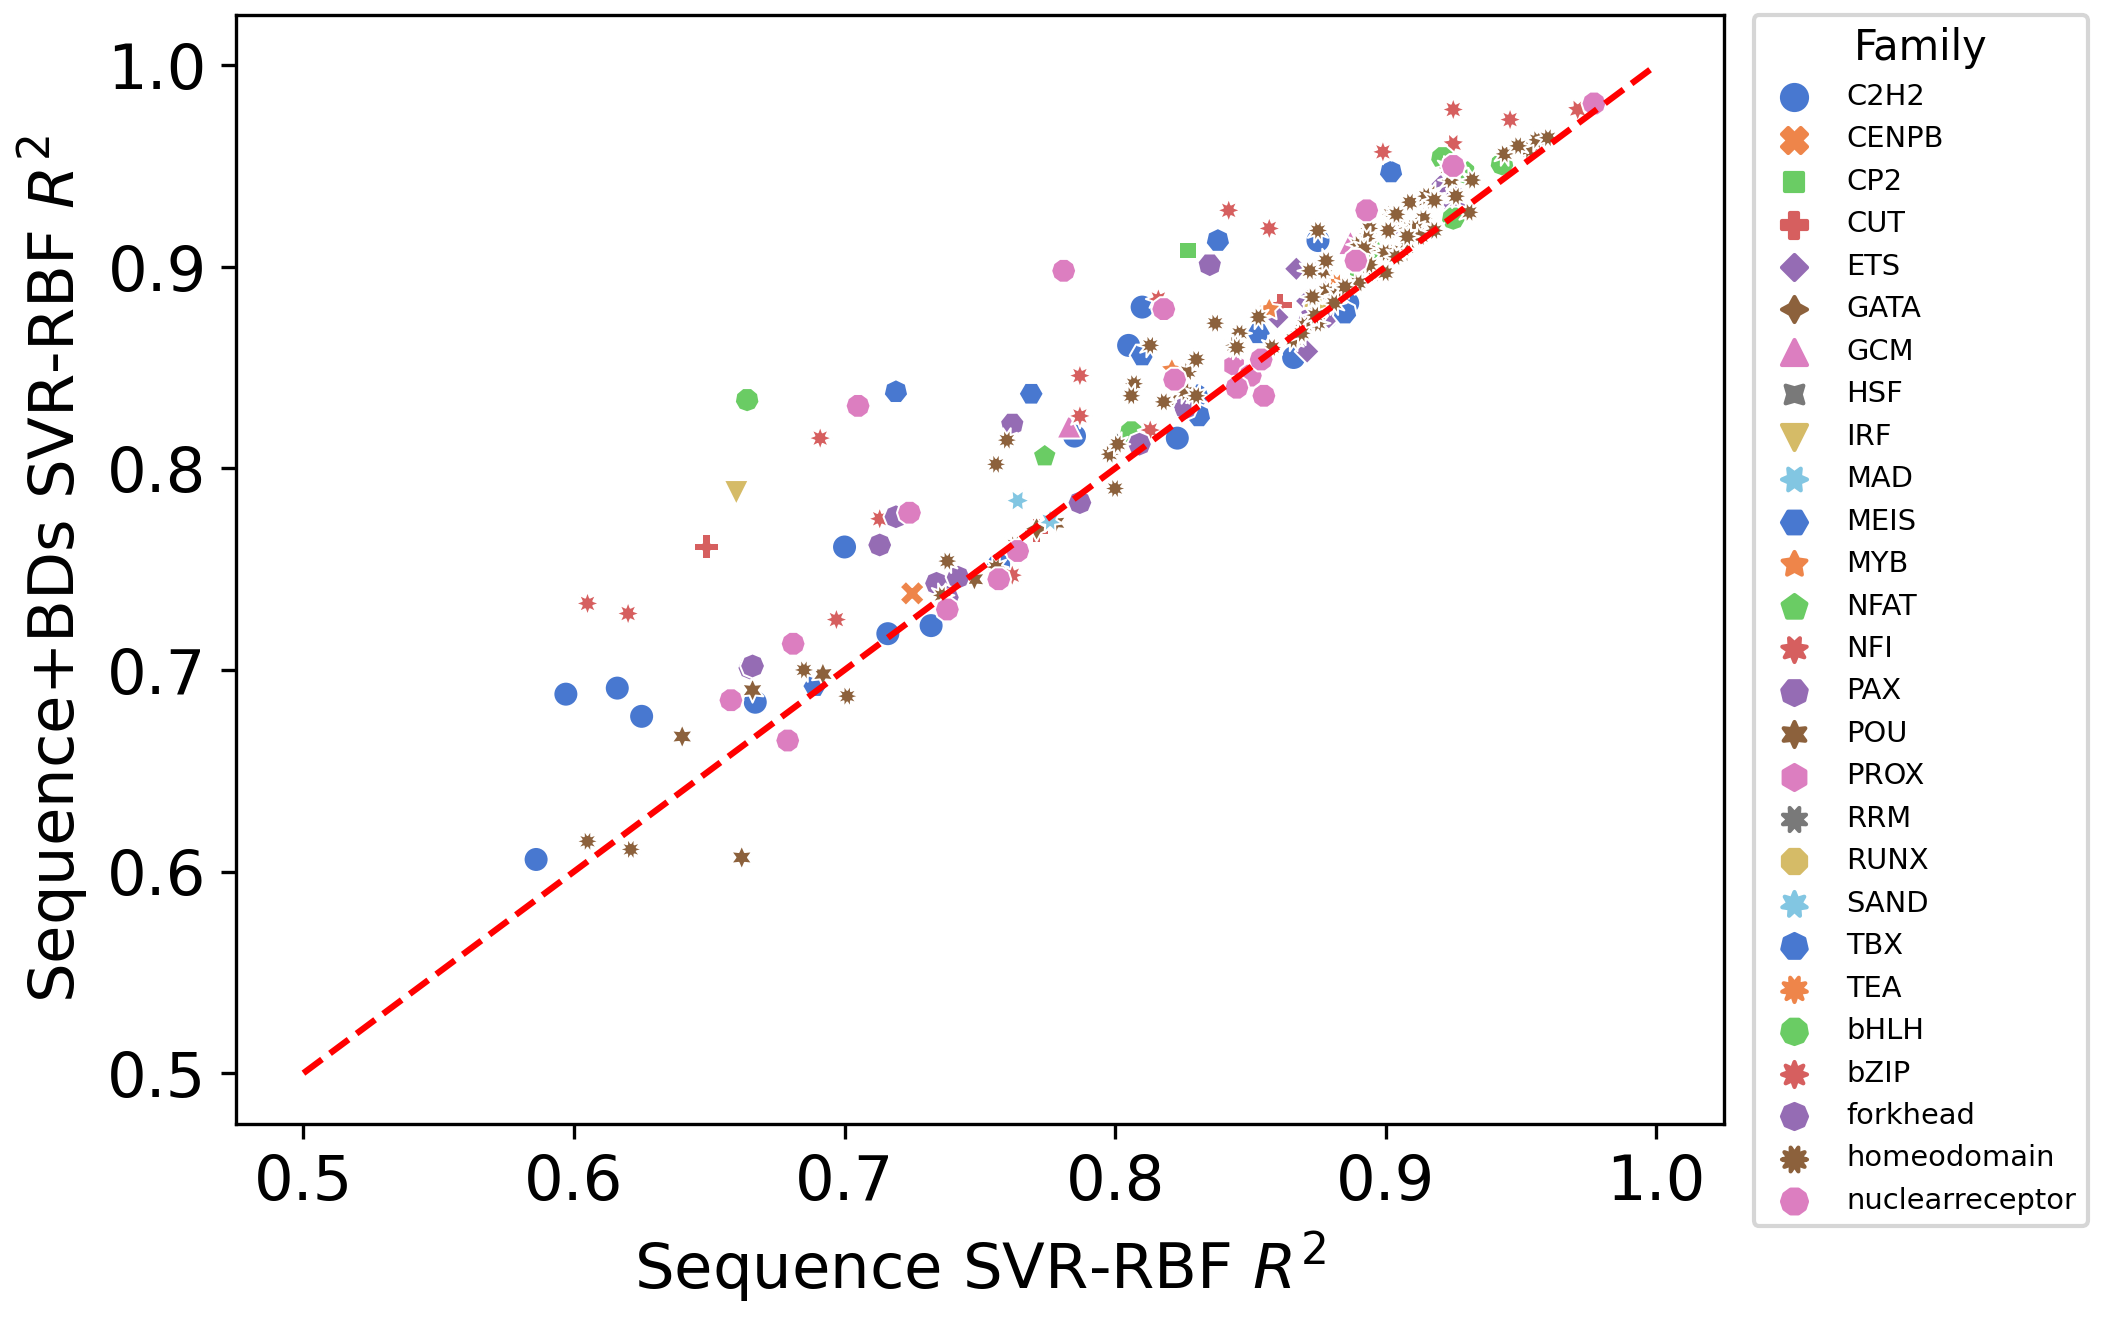 Sequence+BDs SVR-RBF R²
1.0
0.9
0.8
0.7
0.6
0.5
0.5 0.6 0.7 0.8 0.9 1.0
Sequence SVR-RBF R²
Family
C2H2
CENPB
CP2
CUT
ETS
GATA
GCM
HSF
IRF
MAD
MEIS
MYB
NFAT
NFI
PAX
POU
PROX
RRM
RUNX
SAND
TBX
TEA
bHLH
bZIP
forkhead
homeodomain
nuclearreceptor